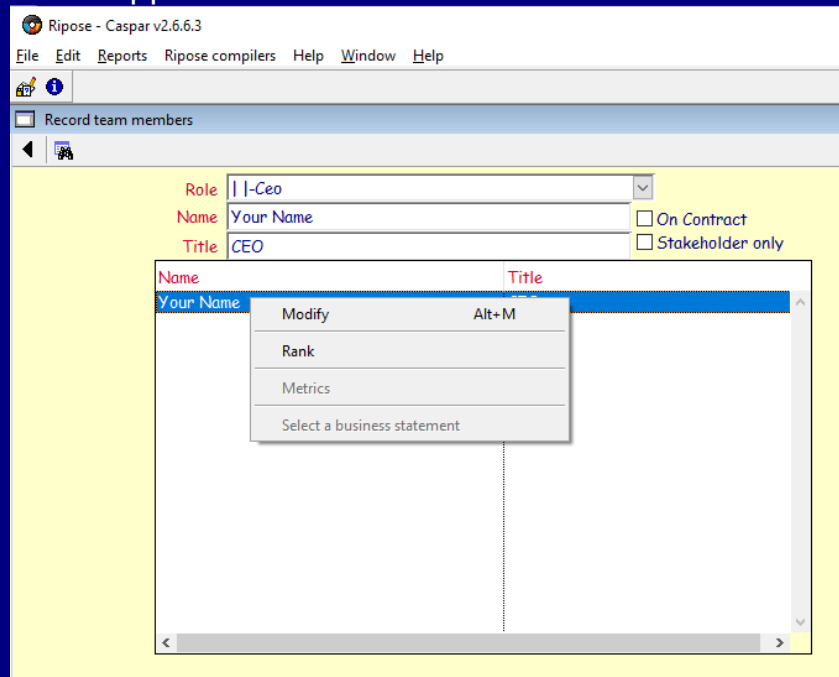 Ripose - Caspar v2.6.6.3
File Edit Reports Ripose compilers Help Window Help
Record team members
Role | |-Ceo
Name Your Name On Contract
Title CEO Stakeholder only
Name Title
Your Name
Modify Alt+M
Rank
Metrics
Select a business statement